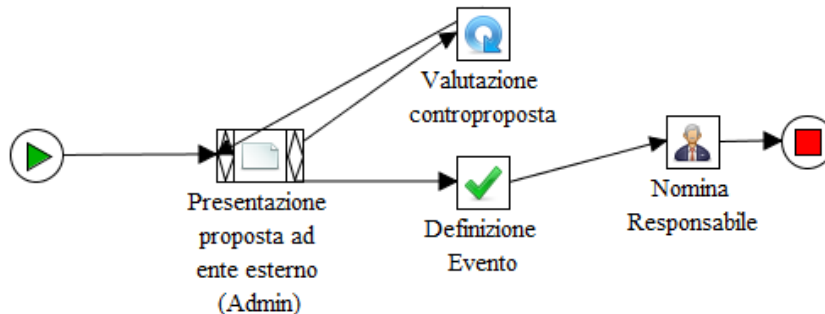 Valutazione
controproposta
Presentazione
proposta ad
ente esterno
(Admin)
Definizione
Evento
Nomina
Responsabile